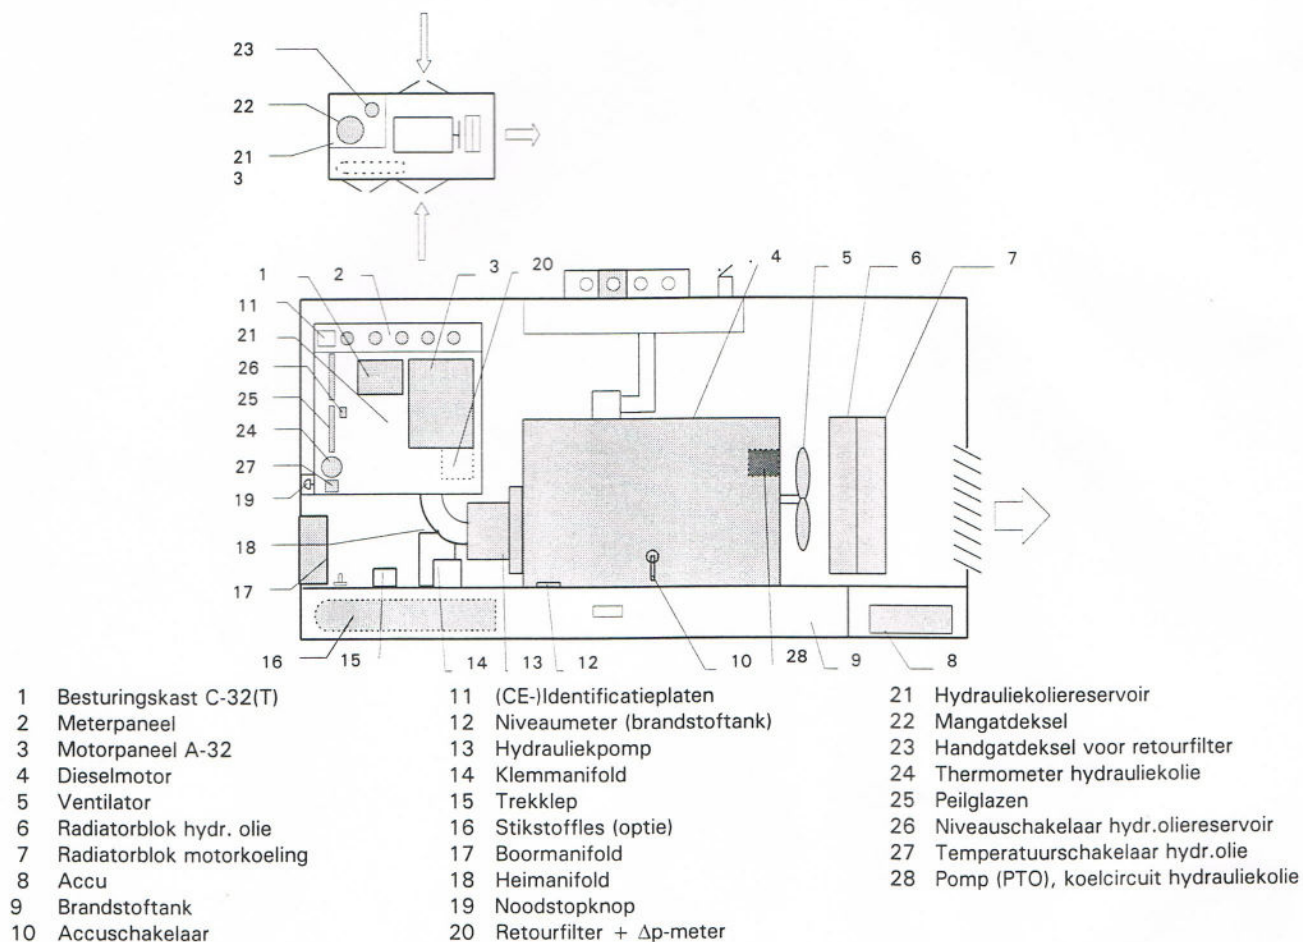 23
22
21
3
1
2
3
20
4
5
6
7
11
21
26
25
24
27
19
18
17
16
15
14
13
12
10
28
9
8
1 Besturingskast C-32(T)
2 Meterpaneel
3 Motorpaneel A-32
4 Dieselmotor
5 Ventilator
6 Radiatorblok hydr. olie
7 Radiatorblok motorkoeling
8 Accu
9 Brandstoftank
10 Accuschakelaar
11 (CE-)Identificatieplaten
12 Niveaumeter (brandstoftank)
13 Hydrauliekpomp
14 Klemmanifold
15 Trekklep
16 Stikstoffles (optie)
17 Boormanifold
18 Heimanifold
19 Noodstopknop
20 Retourfilter + Δp-meter
21 Hydrauliekoliereservoir
22 Mangatdeksel
23 Handgatdeksel voor retourfilter
24 Thermometer hydrauliekolie
25 Peilglazen
26 Niveauschakelaar hydr.oliereservoir
27 Temperatuurschakelaar hydr.olie
28 Pomp (PTO), koelcircuit hydrauliekolie